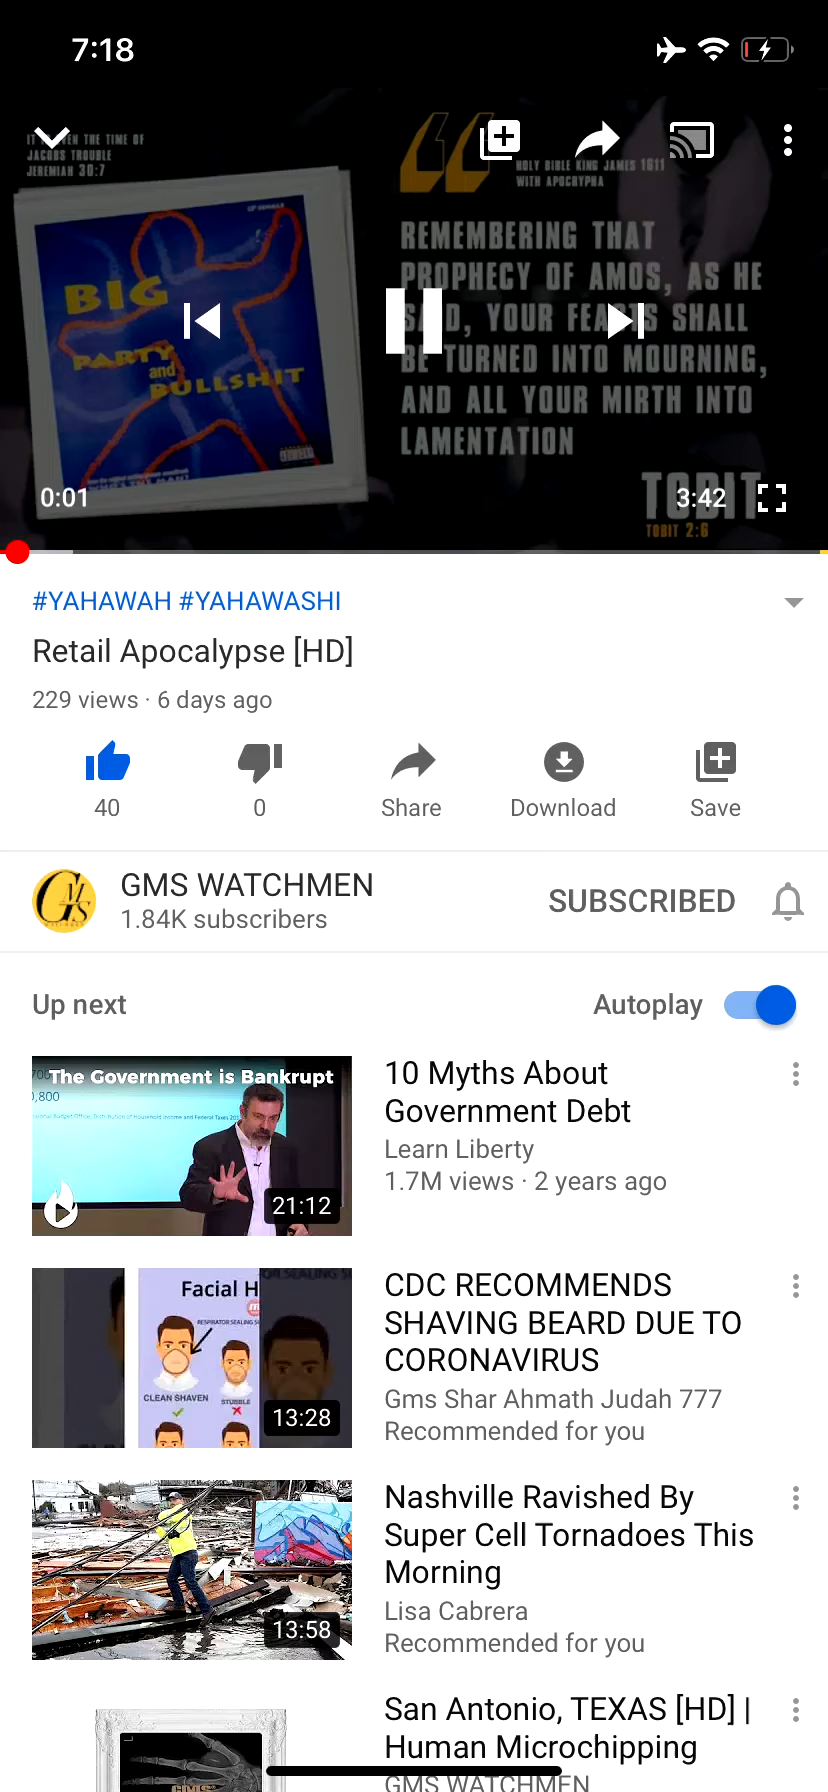 7:18
JACOBS TROUBLE
JEREMIAH 30:7
HOLY BIBLE KING JAMES 1611
WITH APOCRYPHA
BIG
PARTY
and
BULLSHIT
REMEMBERING THAT
PROPHECY OF AMOS, AS HE
SAID, YOUR FEASTS SHALL
BE TURNED INTO MOURNING,
AND ALL YOUR MIRTH INTO
LAMENTATION
TOBIT
TOBIT 2:6
0:01
3:42
#YAHAWAH #YAHAWASHI
Retail Apocalypse [HD]
229 views · 6 days ago
40
0
Share
Download
Save
GMS
GMS WATCHMEN
1.84K subscribers
SUBSCRIBED
Up next
Autoplay
The Government is Bankrupt
0,800
21:12
10 Myths About
Government Debt
Learn Liberty
1.7M views · 2 years ago
Facial H
RESPIRATOR SEALING S
CLEAN SHAVEN
STUBBLE
13:28
CDC RECOMMENDS
SHAVING BEARD DUE TO
CORONAVIRUS
Gms Shar Ahmath Judah 777
Recommended for you
13:58
Nashville Ravished By
Super Cell Tornadoes This
Morning
Lisa Cabrera
Recommended for you
San Antonio, TEXAS [HD] |
Human Microchipping
GMS WATCHMEN